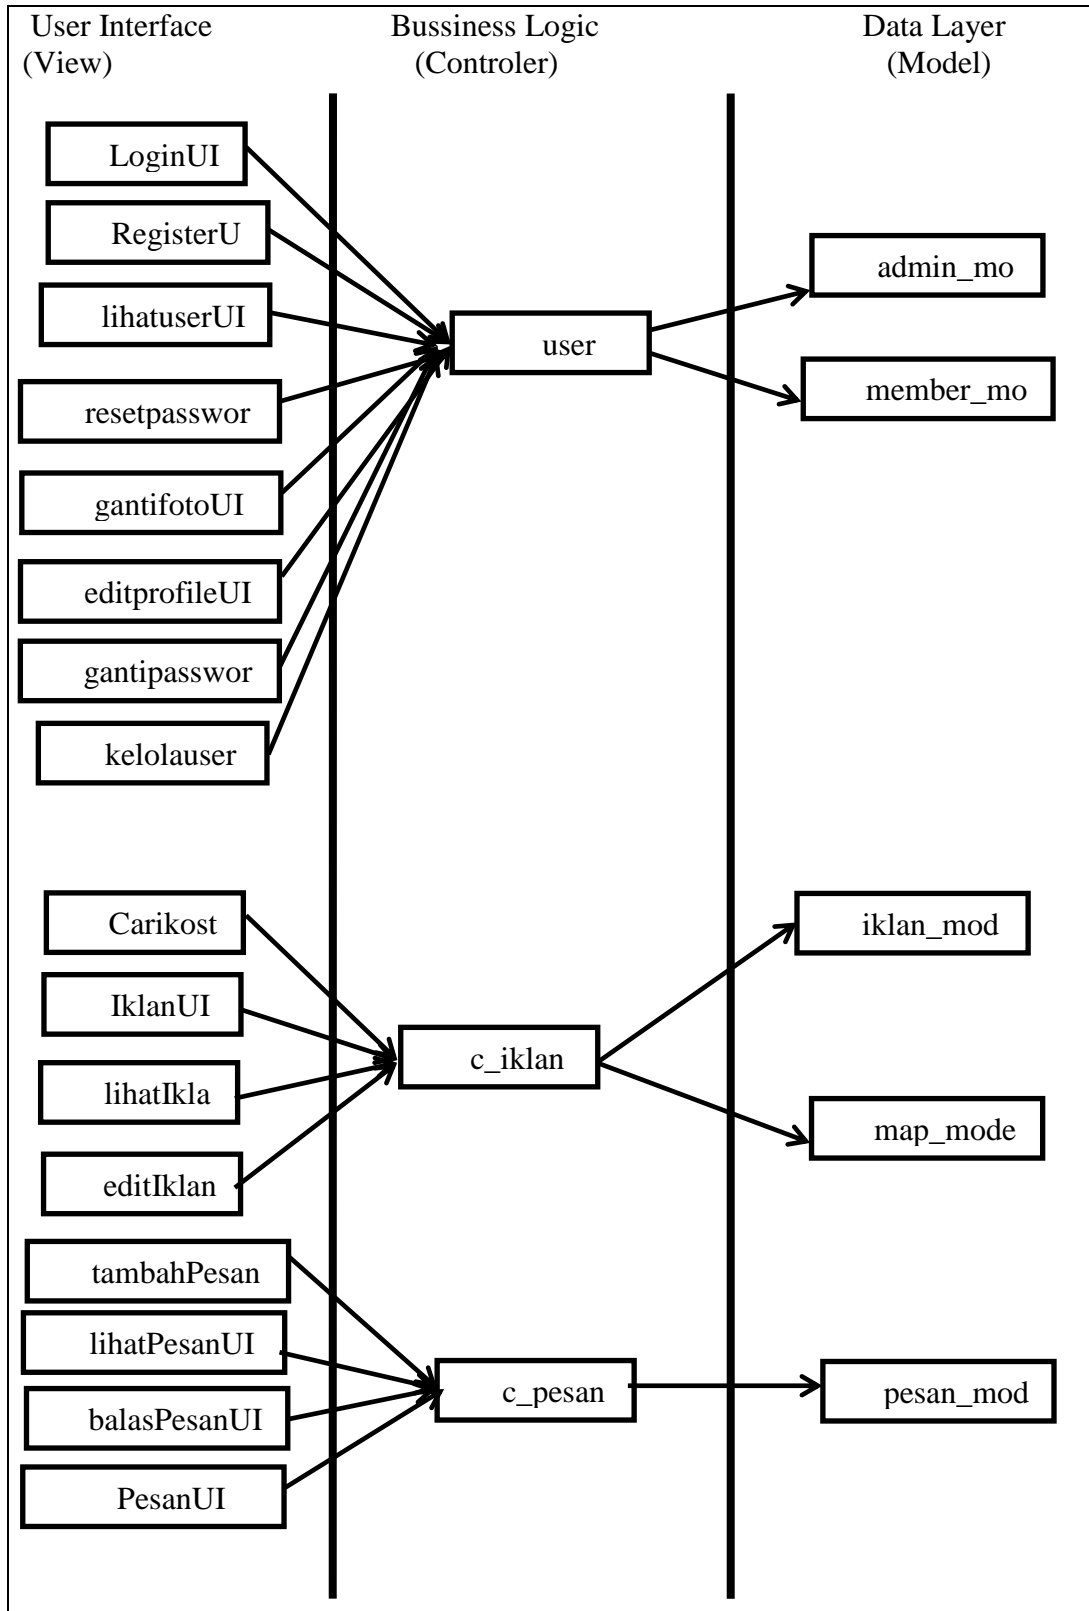 User Interface
(View)
Bussiness Logic
(Controler)
Data Layer
(Model)
LoginUI
RegisterU
lihatuserUI
resetpasswor
gantifotoUI
editprofileUI
gantipasswor
kelolauser
user
admin_mo
member_mo
Carikost
IklanUI
lihatIkla
editIklan
c_iklan
iklan_mod
map_mode
tambahPesan
lihatPesanUI
balasPesanUI
PesanUI
c_pesan
pesan_mod